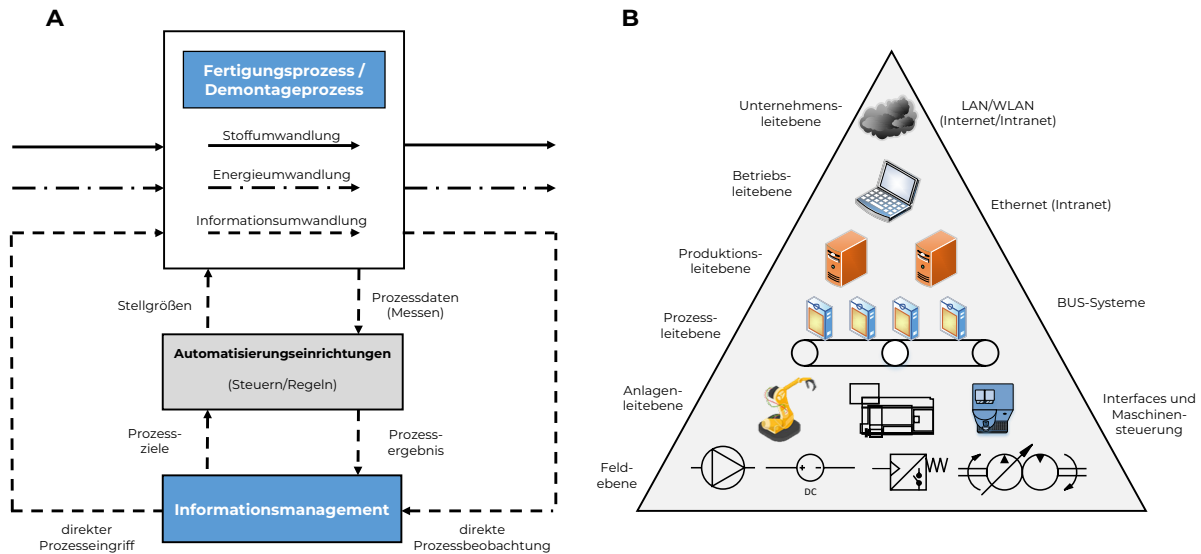 A
Fertigungsprozess /
Demontageprozess
Stoffumwandlung
Energieumwandlung
Informationsumwandlung
Stellgrößen
Prozessdaten
(Messen)
Automatisierungseinrichtungen
(Steuern/Regeln)
Prozess-
ziele
Prozess-
ergebnis
Informationsmanagement
direkter
Prozesseingriff
direkte
Prozessbeobachtung
B
Unternehmens-
leitebene
LAN/WLAN
(Internet/Intranet)
Betriebs-
leitebene
Ethernet (Intranet)
Produktions-
leitebene
BUS-Systeme
Prozess-
leitebene
Anlagen-
leitebene
Interfaces und
Maschinen-
steuerung
Feld-
ebene
DC